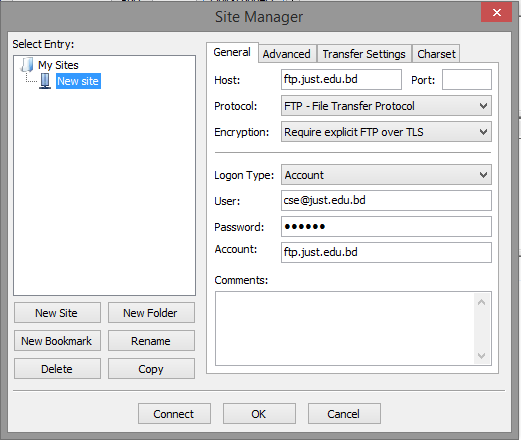 Site Manager
Select Entry:
My Sites
New site
New Site
New Folder
New Bookmark
Rename
Delete
Copy
General
Advanced
Transfer Settings
Charset
Host:
ftp.just.edu.bd
Port:
Protocol:
FTP - File Transfer Protocol
Encryption:
Require explicit FTP over TLS
Logon Type:
Account
User:
cse@just.edu.bd
Password:
●●●●●●
Account:
ftp.just.edu.bd
Comments:
Connect
OK
Cancel